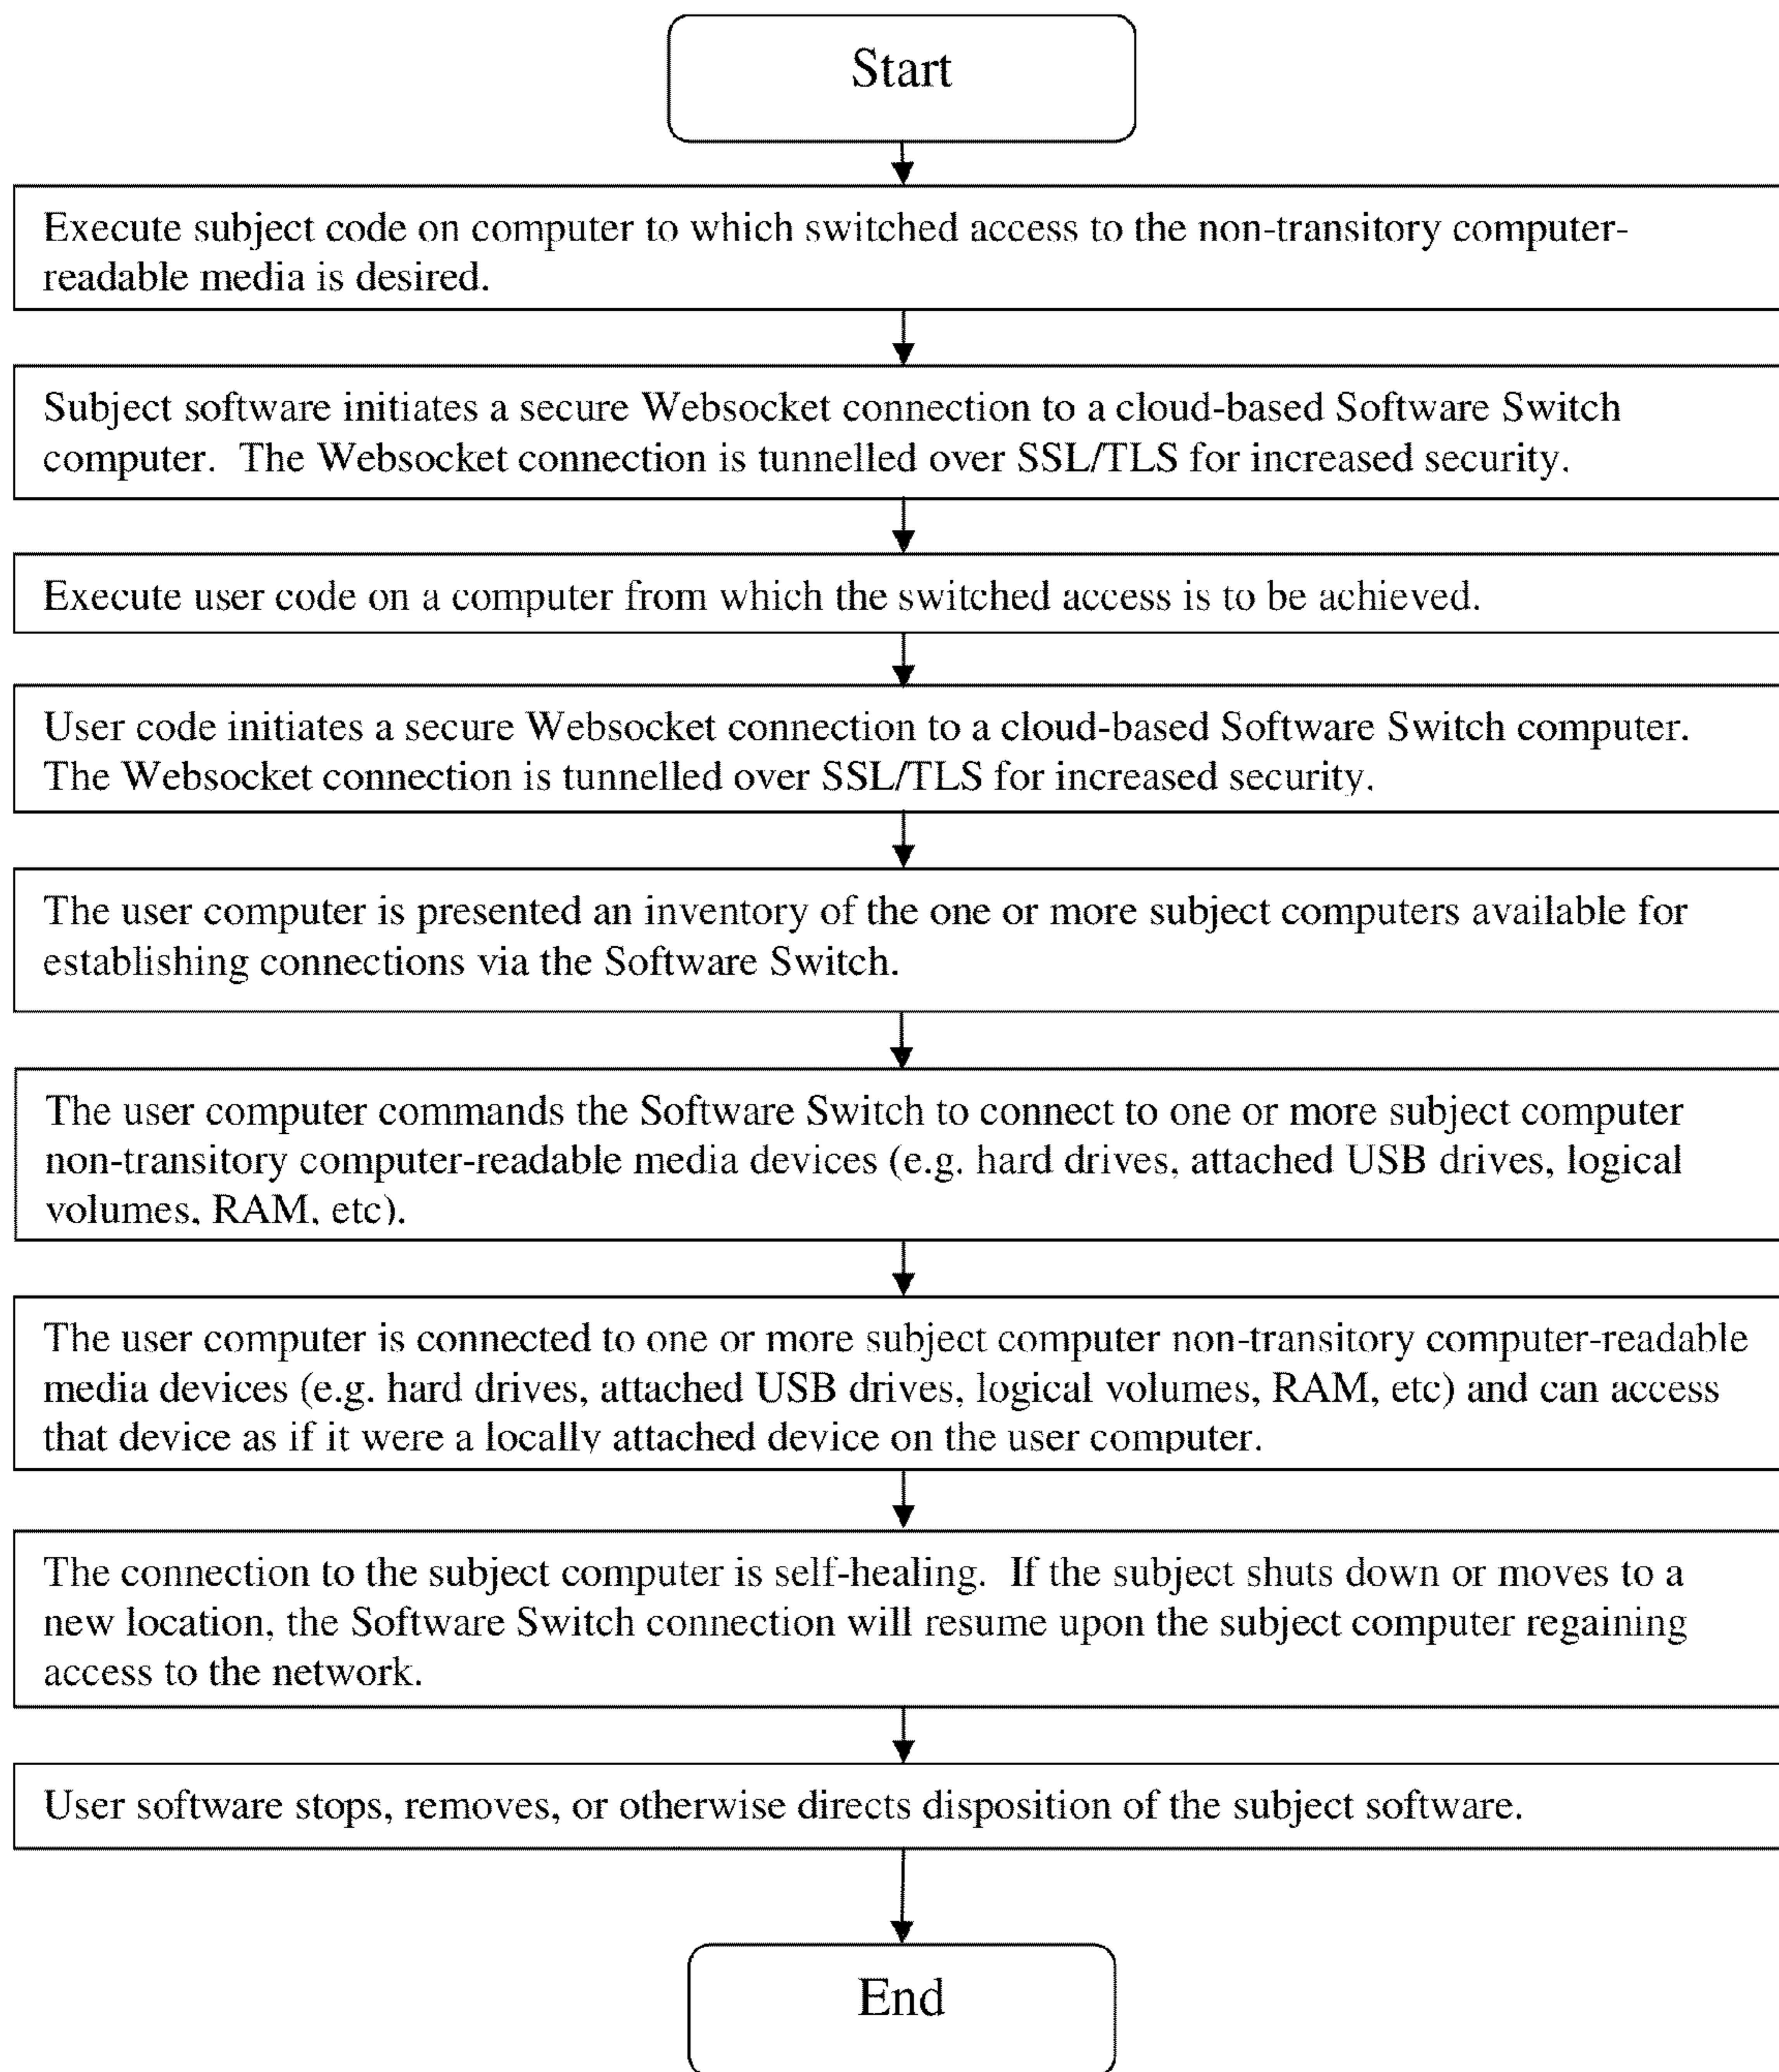 Start
Execute subject code on computer to which switched access to the non-transitory computer-
readable media is desired.
Subject software initiates a secure Websocket connection to a cloud-based Software Switch
computer.  The Websocket connection is tunnelled over SSL/TLS for increased security.
Execute user code on a computer from which the switched access is to be achieved.
User code initiates a secure Websocket connection to a cloud-based Software Switch computer.
The Websocket connection is tunnelled over SSL/TLS for increased security.
The user computer is presented an inventory of the one or more subject computers available for
establishing connections via the Software Switch.
The user computer commands the Software Switch to connect to one or more subject computer
non-transitory computer-readable media devices (e.g. hard drives, attached USB drives, logical
volumes, RAM, etc).
The user computer is connected to one or more subject computer non-transitory computer-readable
media devices (e.g. hard drives, attached USB drives, logical volumes, RAM, etc) and can access
that device as if it were a locally attached device on the user computer.
The connection to the subject computer is self-healing.  If the subject shuts down or moves to a
new location, the Software Switch connection will resume upon the subject computer regaining
access to the network.
User software stops, removes, or otherwise directs disposition of the subject software.
End